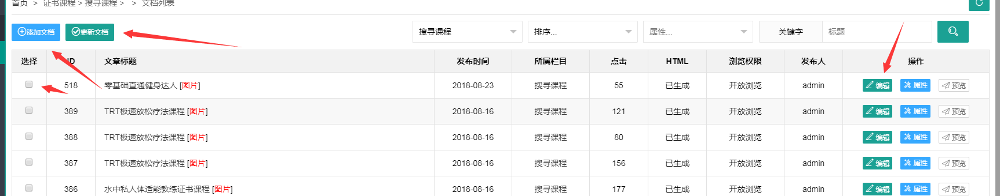 首页 > 证书课程 > 搜寻课程 > > 文档列表
添加文档 更新文档 搜寻课程 排序... 属性... 关键字 标题
选择 ID 文章标题 发布时间 所属栏目 点击 HTML 浏览权限 发布人 操作
518 零基础直通健身达人 [图片] 2018-08-23 搜寻课程 55 已生成 开放浏览 admin 编辑 属性 预览
389 TRT极速放松疗法课程 [图片] 2018-08-16 搜寻课程 121 已生成 开放浏览 admin 编辑 属性 预览
388 TRT极速放松疗法课程 [图片] 2018-08-16 搜寻课程 80 已生成 开放浏览 admin 编辑 属性 预览
387 TRT极速放松疗法课程 [图片] 2018-08-16 搜寻课程 156 已生成 开放浏览 admin 编辑 属性 预览
386 水中私人体适能教练证书课程 [图片] 2018-08-16 搜寻课程 177 已生成 开放浏览 admin 编辑 属性 预览